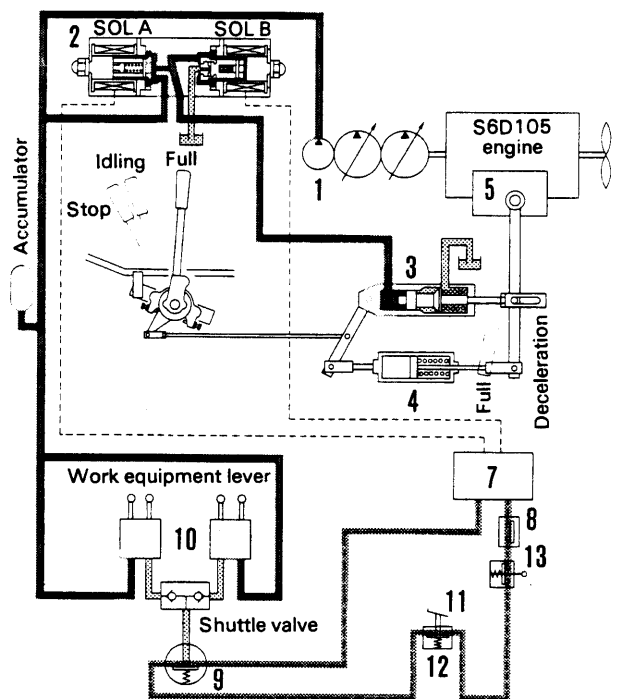 2
SOL A
SOL B
S6D105
engine
Idling
Full
Stop
1
5
Accumulator
3
4
Full
Deceleration
7
Work equipment lever
8
10
13
Shuttle valve
11
12
9